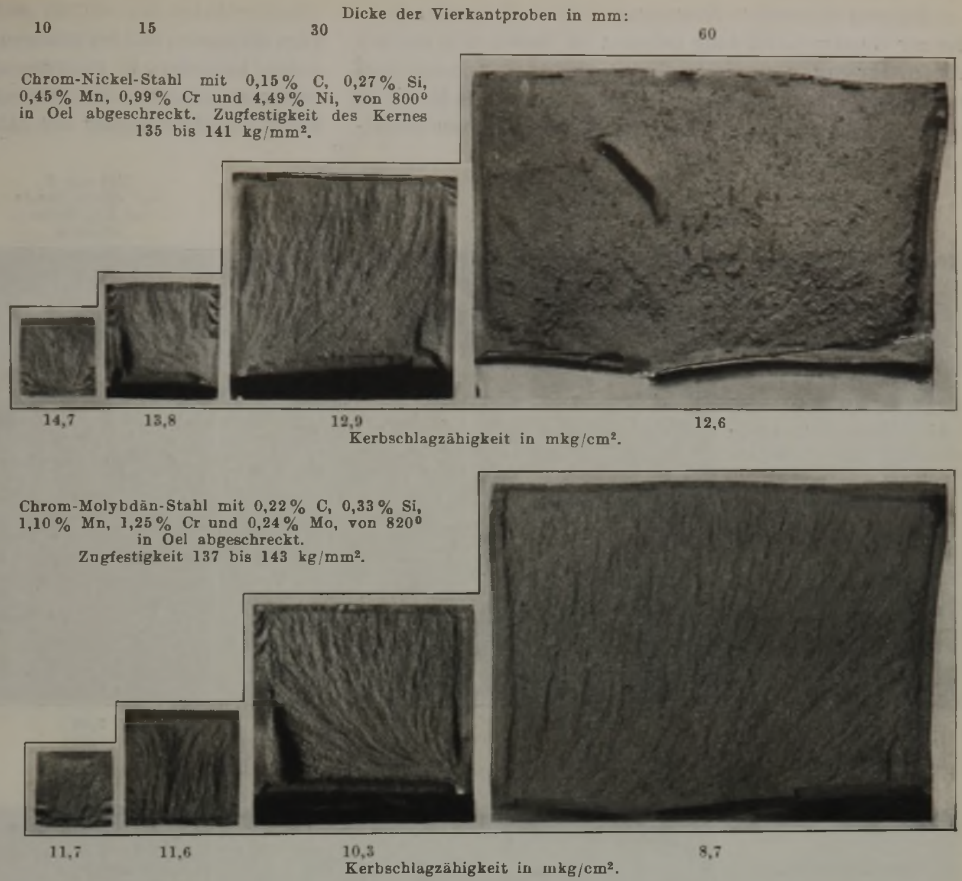 Dicke der Vierkantproben in mm:
10 15 30 60
Chrom-Nickel-Stahl mit 0,15% C, 0,27% Si,
0,45% Mn, 0,99% Cr und 4,49% Ni, von 800⁰
in Oel abgeschreckt. Zugfestigkeit des Kernes
135 bis 141 kg/mm².
14,7 13,8 12,9 12,6
Kerbschlagzähigkeit in mkg/cm².
Chrom-Molybdän-Stahl mit 0,22% C, 0,33% Si,
1,10% Mn, 1,25% Cr und 0,24% Mo, von 820⁰
in Oel abgeschreckt.
Zugfestigkeit 137 bis 143 kg/mm².
11,7 11,6 10,3 8,7
Kerbschlagzähigkeit in mkg/cm².